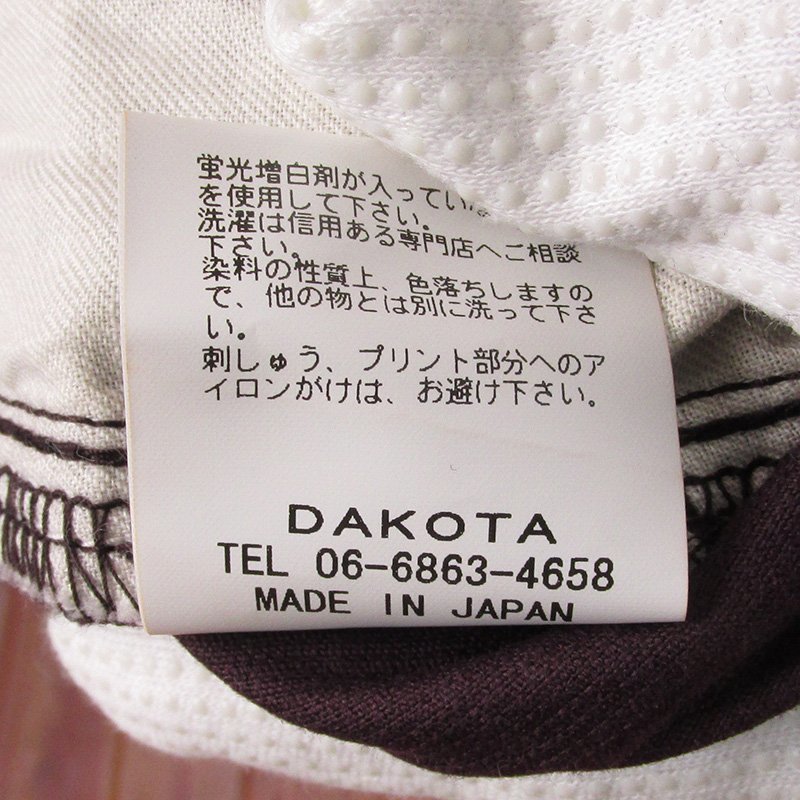 蛍光増白剤が入ってい
を使用して下さい。
洗濯は信用ある専門店へご相談
下さい。
染料の性質上、色落ちしますの
で、他の物とは別に洗って下さ
い。
刺しゅう、プリント部分へのア
イロンがけは、お避け下さい。
DAKOTA
TEL 06-6863-4658
MADE IN JAPAN